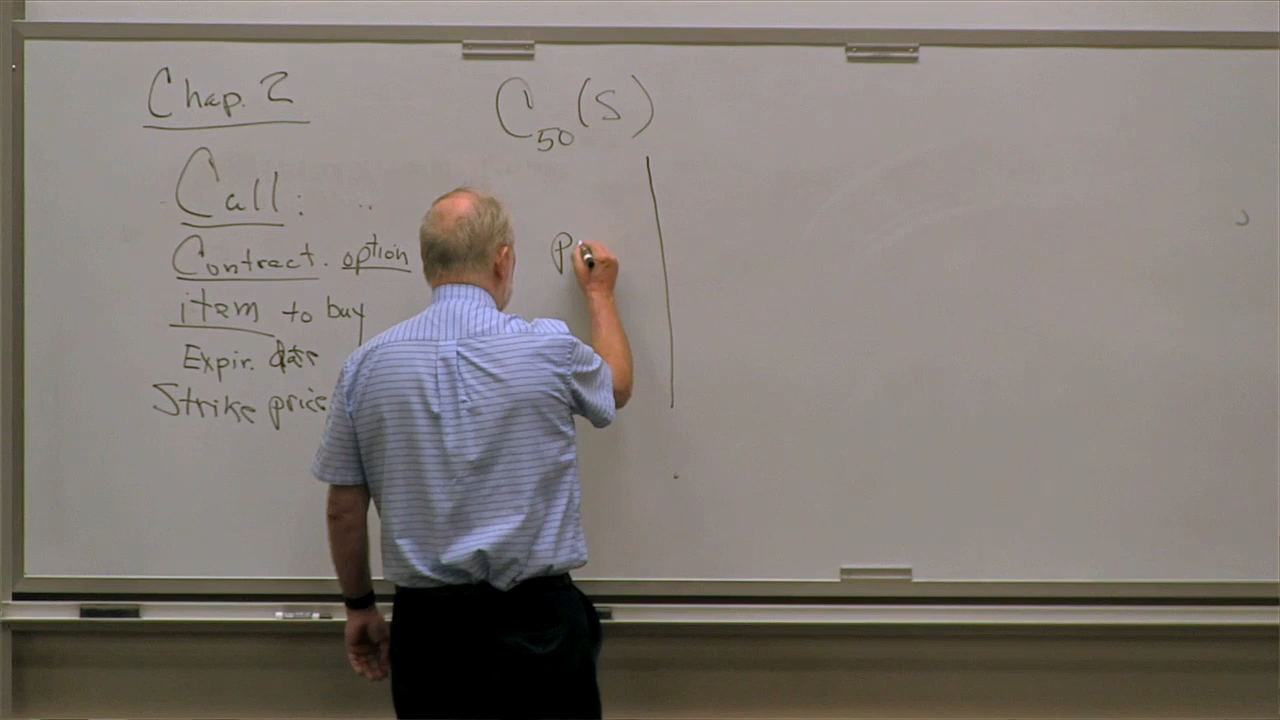 Chap. 2
Call:
Contract. option
item to buy
Expir. date
Strike price
C50(S)
P